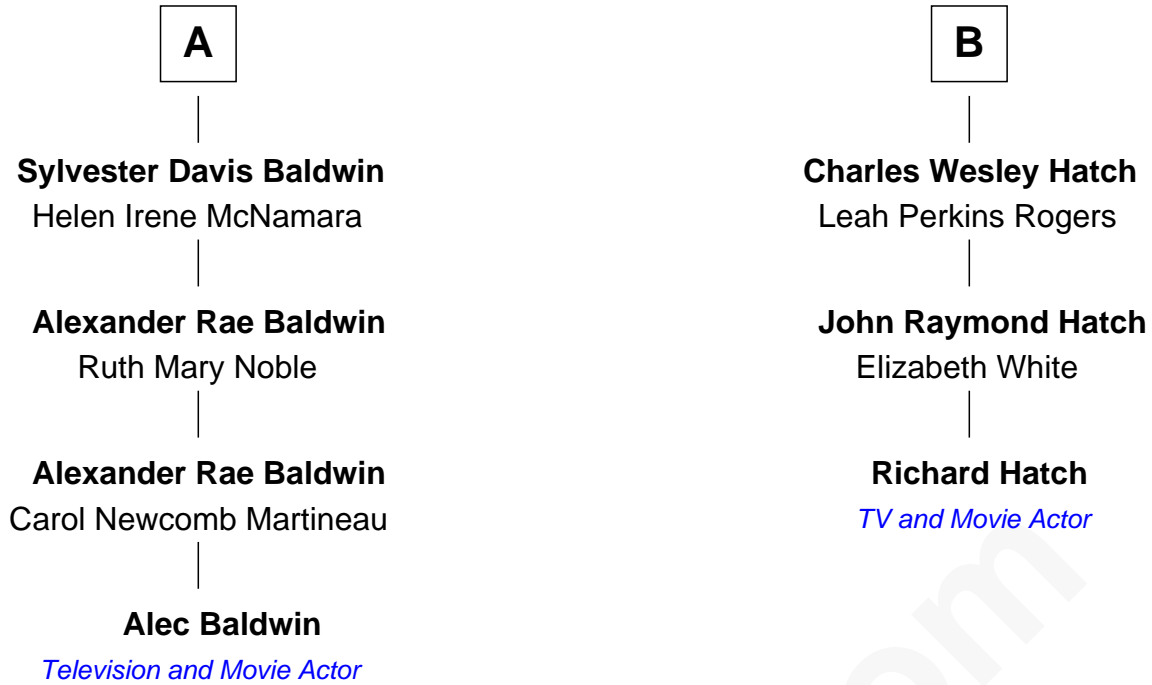 A
Sylvester Davis Baldwin
Helen Irene McNamara
Alexander Rae Baldwin
Ruth Mary Noble
Alexander Rae Baldwin
Carol Newcomb Martineau
Alec Baldwin
Television and Movie Actor
B
Charles Wesley Hatch
Leah Perkins Rogers
John Raymond Hatch
Elizabeth White
Richard Hatch
TV and Movie Actor
om